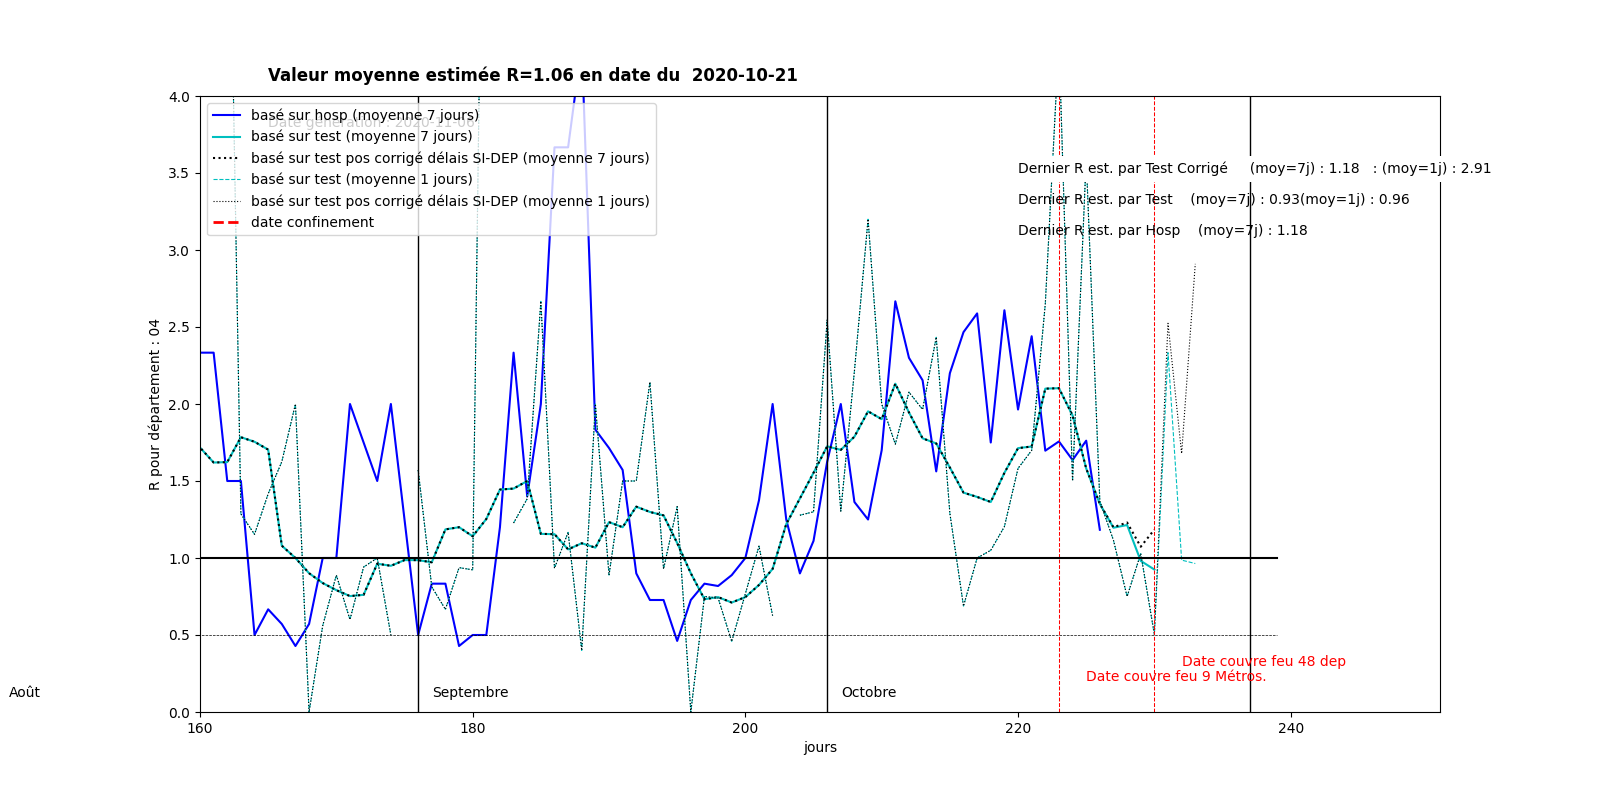 Valeur moyenne estimée R=1.06 en date du  2020-10-21
Date génération : 2020-11-06
basé sur hosp (moyenne 7 jours)
basé sur test (moyenne 7 jours)
basé sur test pos corrigé délais SI-DEP (moyenne 7 jours)
basé sur test (moyenne 1 jours)
basé sur test pos corrigé délais SI-DEP (moyenne 1 jours)
date confinement
Dernier R est. par Test Corrigé     (moy=7j) : 1.18   : (moy=1j) : 2.91
Dernier R est. par Test    (moy=7j) : 0.93(moy=1j) : 0.96
Dernier R est. par Hosp    (moy=7j) : 1.18
4.0
3.5
3.0
2.5
2.0
1.5
1.0
0.5
0.0
R pour département : 04
Date couvre feu 48 dep
Date couvre feu 9 Métros.
Août
Septembre
Octobre
160
180
200
220
240
jours